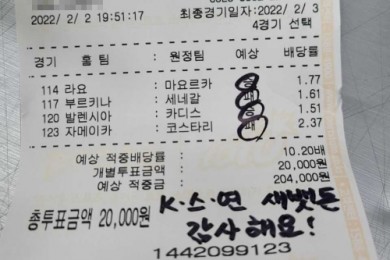 2022/ 2/ 2 19:51:17
최종경기일자:2022/ 2/ 3
4경기 선택
경기 홈 팀 : 원정팀 예상 배당률
114 라요 : 마요르카 승 1.77
117 부르키나 : 세네갈 패 1.61
120 발렌시아 : 카디스 승 1.51
123 자메이카 : 코스타리 패 2.37
예상 적중배당률 : 10.20배
개별투표금액 : 20,000원
예상 적중금 : 204,000원
총투표금액 20,000원
K·스·연 새벳돈
감사해요!
1442099123